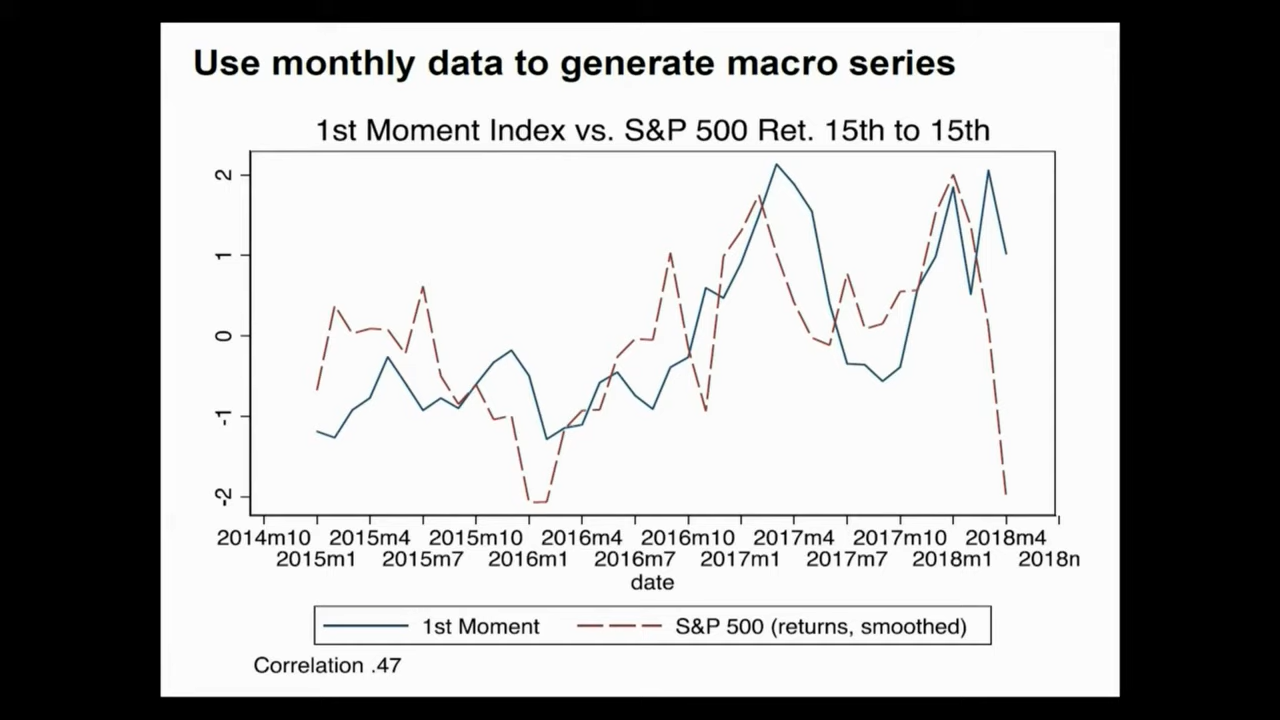 Use monthly data to generate macro series
1st Moment Index vs. S&P 500 Ret. 15th to 15th
2
1
0
-1
-2
2014m10 2015m4 2015m10 2016m4 2016m10 2017m4 2017m10 2018m4
2015m1 2015m7 2016m1 2016m7 2017m1 2017m7 2018m1 2018n
date
1st Moment S&P 500 (returns, smoothed)
Correlation .47